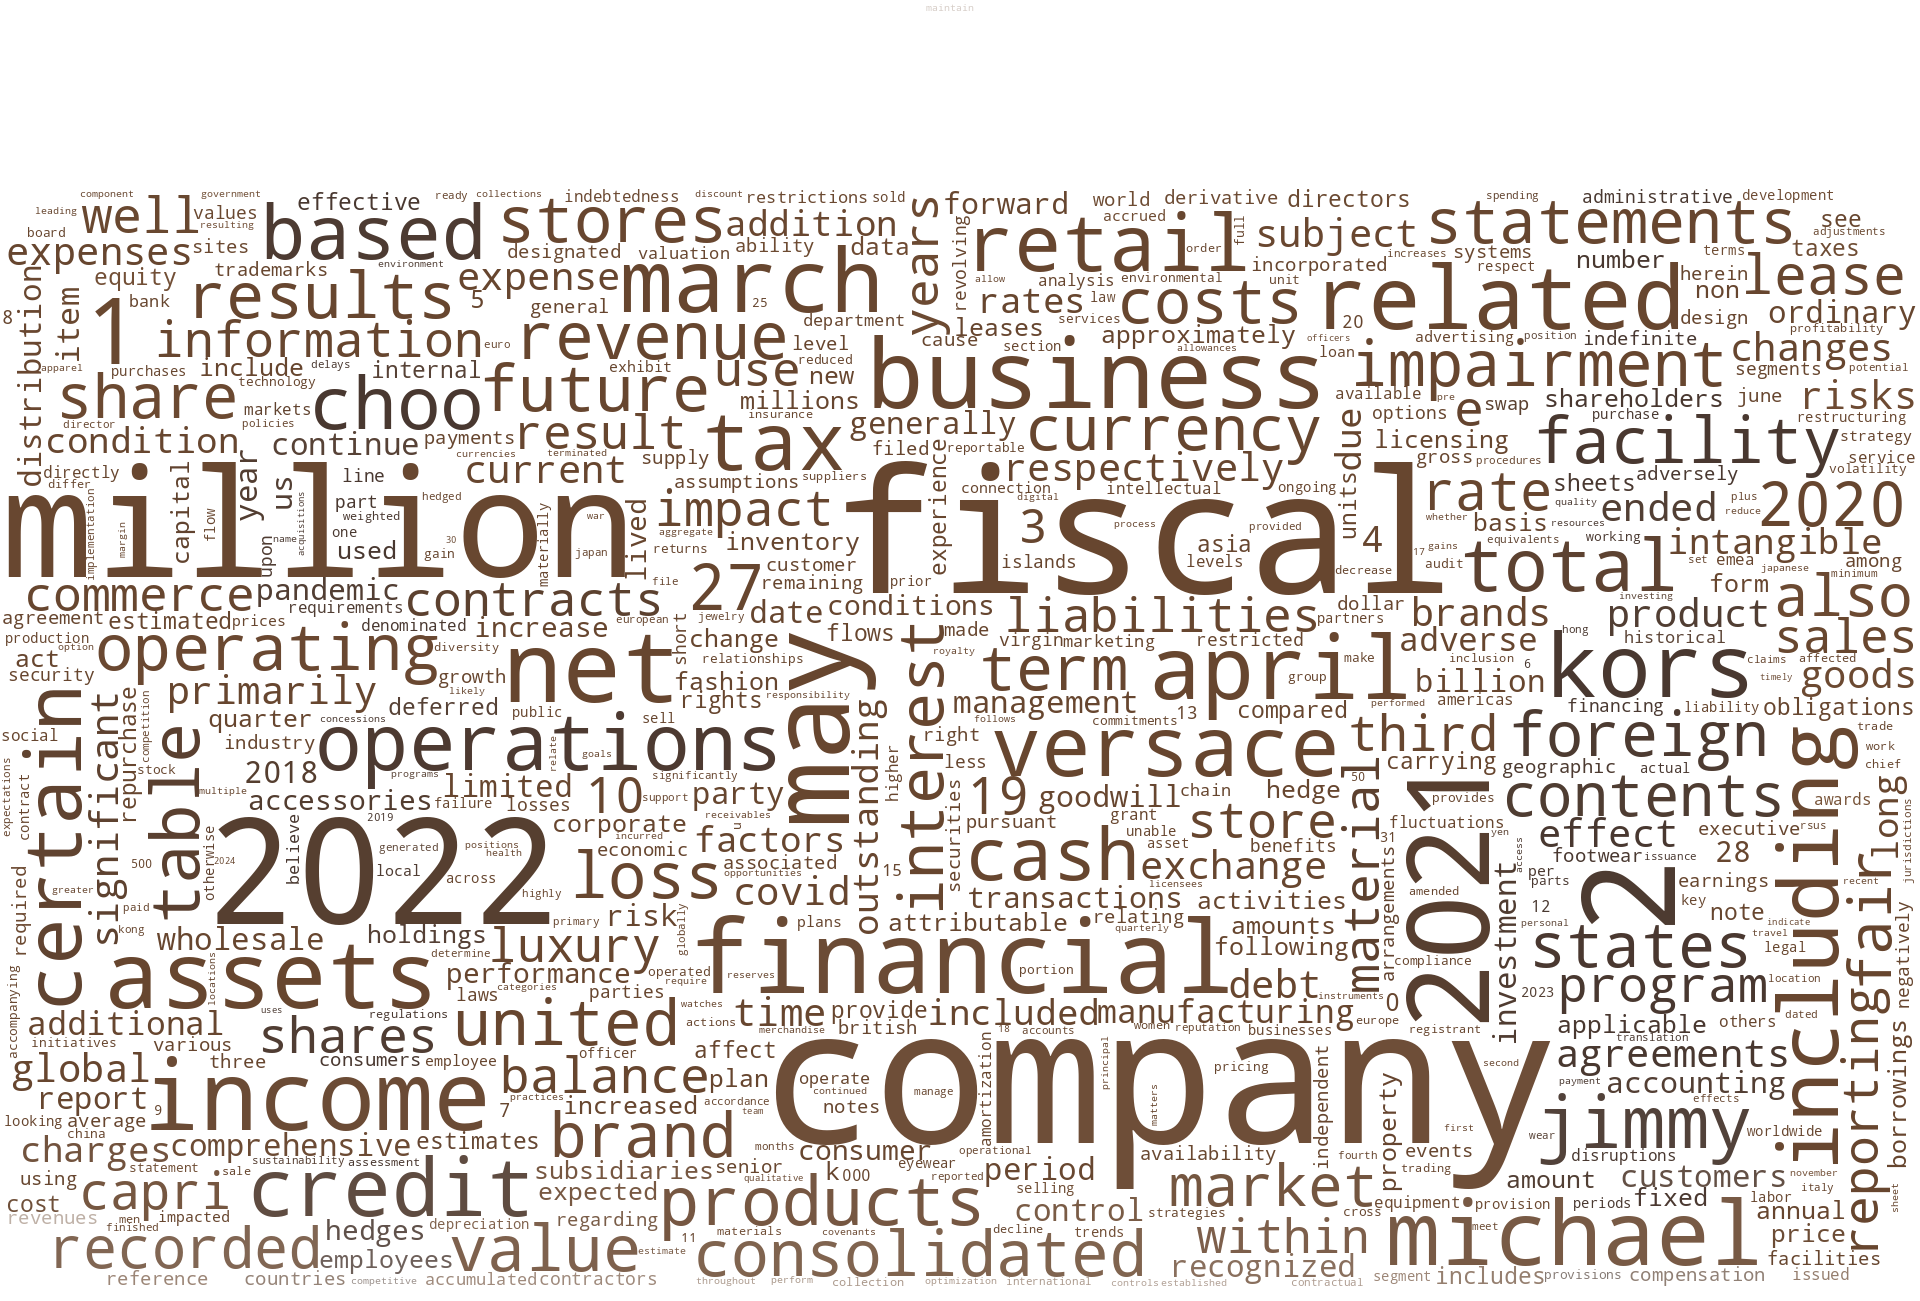 maintain
component government ready collections discount restrictions sold spending administrative development
effective indebtedness world derivative directors
leading well values based stores addition years revolving forward accrued full retail subject statements see
resulting board expenses sites designated valuation ability data order increases systems terms adjustments taxes
equity trademarks environment expense march analysis environmental incorporated respect number herein lease
distribution item 1 bank results 5 general 25 rates law costs unit related non ordinary
8 information revenue department leases services approximately 20 design profitability
euro level cause section allowances officers advertising position indefinite changes
apparel purchases include delays internal exhibit reduced business loan impairment segments potential
share technology choo future use new available pre e swap shareholders june risks
director markets policies millions insurance generally currency options purchase restructuring
condition continue payments result tax filed reportable due licensing facility strategy
directly year line currencies terminated supply experience respectively gross procedures service volatility
differ capital us part current assumptions suppliers connection intellectual ongoing sheets adversely
million hedged impact fiscal digital rate quality ended plus 2020
implementation margin flow weighted name acquisitions one war aggregate 3 process provided units whether basis resources reduce
upon used 30 gain materially japan lived returns inventory asia 4 17 gains equivalents working intangible
commerce pandemic contracts file 27 customer remaining prior islands levels decrease audit set emea japanese among minimum
requirements date conditions liabilities dollar brands form investing also
agreement estimated prices denominated increase european jewelry flows made virgin marketing restricted partners adverse product
production option operating diversity net short change relationships interest royalty term april make hong historical sales
act growth rights fashion management group inclusion 6 kors claims affected
security primarily likely deferred public responsibility may billion timely goods
certain significant table repurchase competition quarter concessions sell outstanding follows commitments 13 compared performed americas financing liability obligations
social industry operations relate goals right versace third foreign including trade
expectations contract stock 2018 programs limited significantly higher less carrying geographic actual work chief
multiple accessories failure losses 10 support party 19 goodwill chain hedge material 50 provides 2021 contents awards
2022 2019 corporate receivables u securities pursuant grant store fluctuations yen effect executive rsus long
otherwise believe generated positions health incurred economic factors unable benefits 31 access footwear issuance 28 jurisdictions
500 2024 local loss associated 15 cash asset exchange arrangements per 2 reportingfair recent
required greater across opportunities covid licensees transactions activities amended parts earnings key
paid highly primary risk plans attributable relating amounts investment 12 personal note indicate
kong wholesale holdings luxury globally financial quarterly following states travel legal
accompanying assets locations determine performance operated require reserves portion debt compliance program location negatively
laws categories parties watches instruments 0 2023 dated
additional uses shares regulations united actions time merchandise provide included manufacturing europe registrant applicable others
initiatives various british 18 accounts women reputation businesses translation
global three consumers employee officer affect company second agreements borrowings
report 9 income 7 practices balance plan operate manage amortization principal pricing independent property payment accounting
looking average increased accordance continued notes matters first jimmy effects
china comprehensive estimates brand team consumer wear worldwide
charges statement sustainability assessment months operational availability fourth events disruptions
using sale credit subsidiaries senior k 000 eyewear period trading amount customers november
cost capri expected qualitative reported selling market equipment provision periods fixed labor italy sheet
revenues men impacted hedges depreciation regarding products control strategies cross meet michael annual
finished recorded employees value estimate 11 materials covenants decline trends within price
consolidated recognized facilities
reference countries competitive accumulated contractors throughout perform collection optimization international controls established contractual segment includes provisions compensation issued